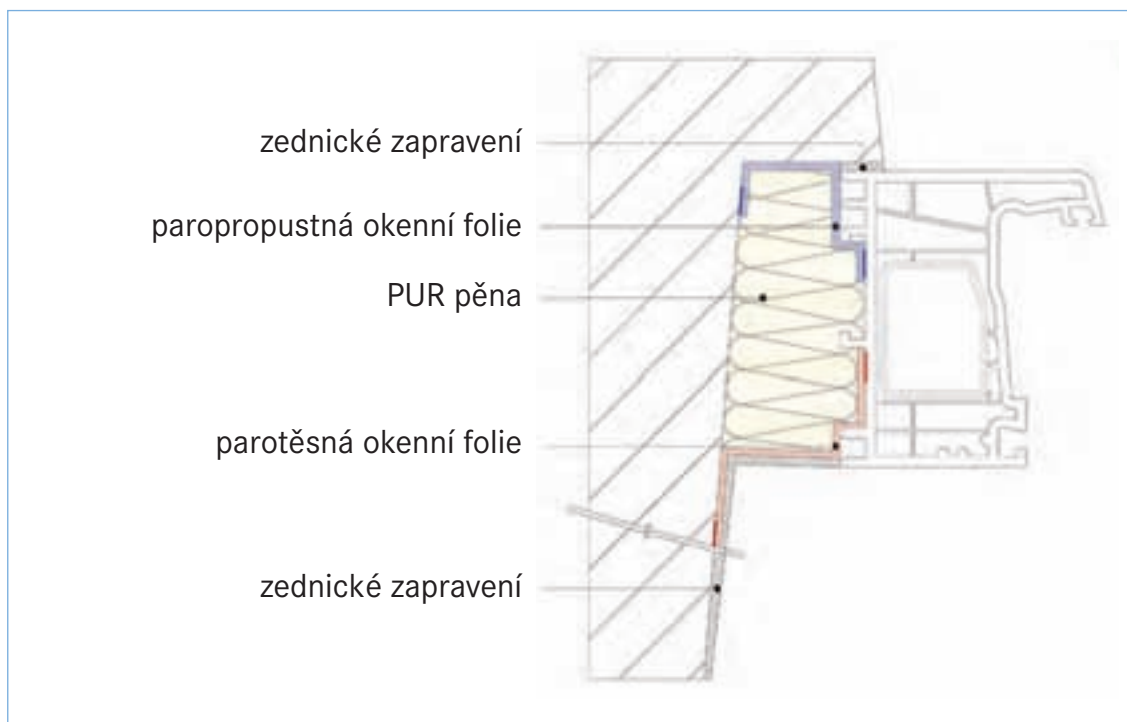 zednické zapravení
paropropustná okenní folie
PUR pěna
parotěsná okenní folie
zednické zapravení